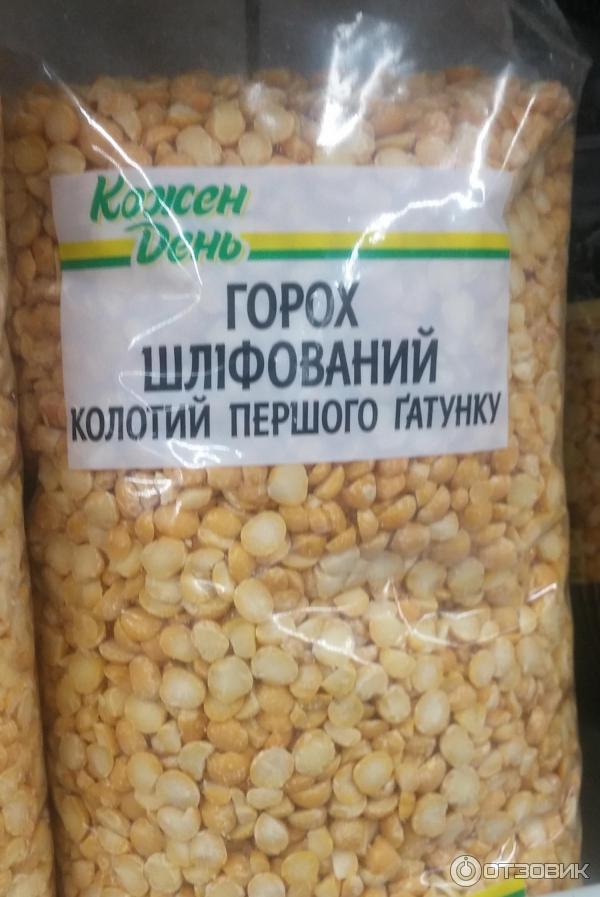 Кожен
День
ГОРОХ
ШЛІФОВАНИЙ
КОЛОТИЙ ПЕРШОГО ҐАТУНКУ
ОТЗОВИК